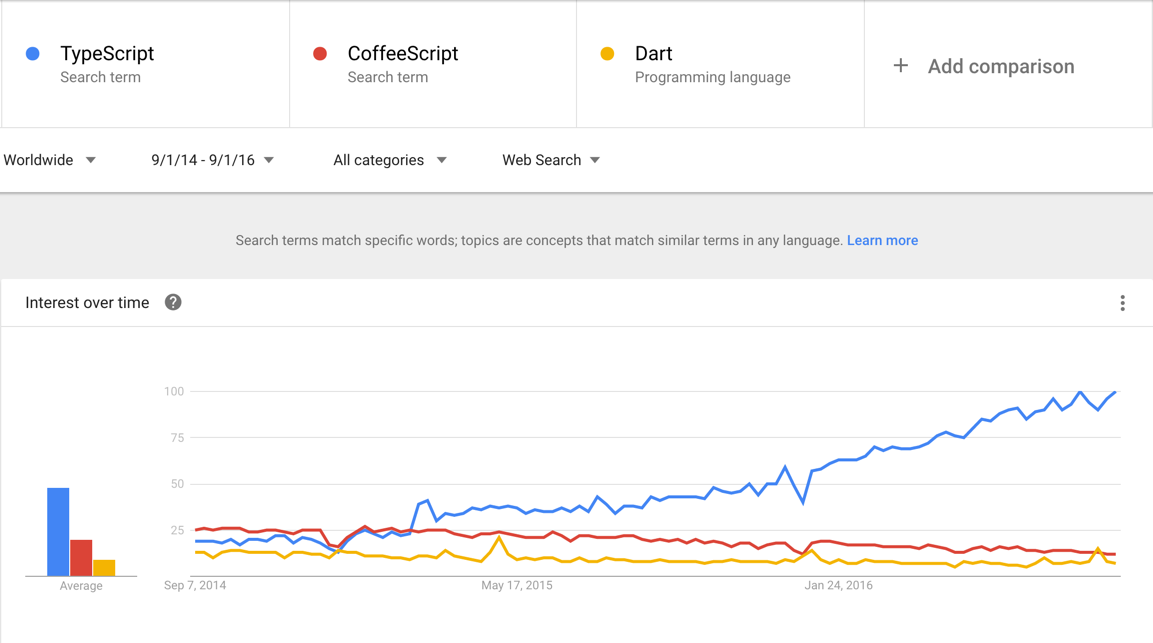 TypeScript
Search term
CoffeeScript
Search term
Dart
Programming language
+ Add comparison
Worldwide
9/1/14 - 9/1/16
All categories
Web Search
Search terms match specific words; topics are concepts that match similar terms in any language. Learn more
Interest over time ?
100
75
50
25
Average
Sep 7, 2014
May 17, 2015
Jan 24, 2016